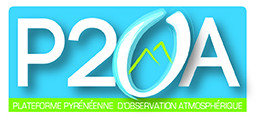 P2OA
PLATEFORME PYRÉNÉENNE D'OBSERVATION ATMOSPHÉRIQUE